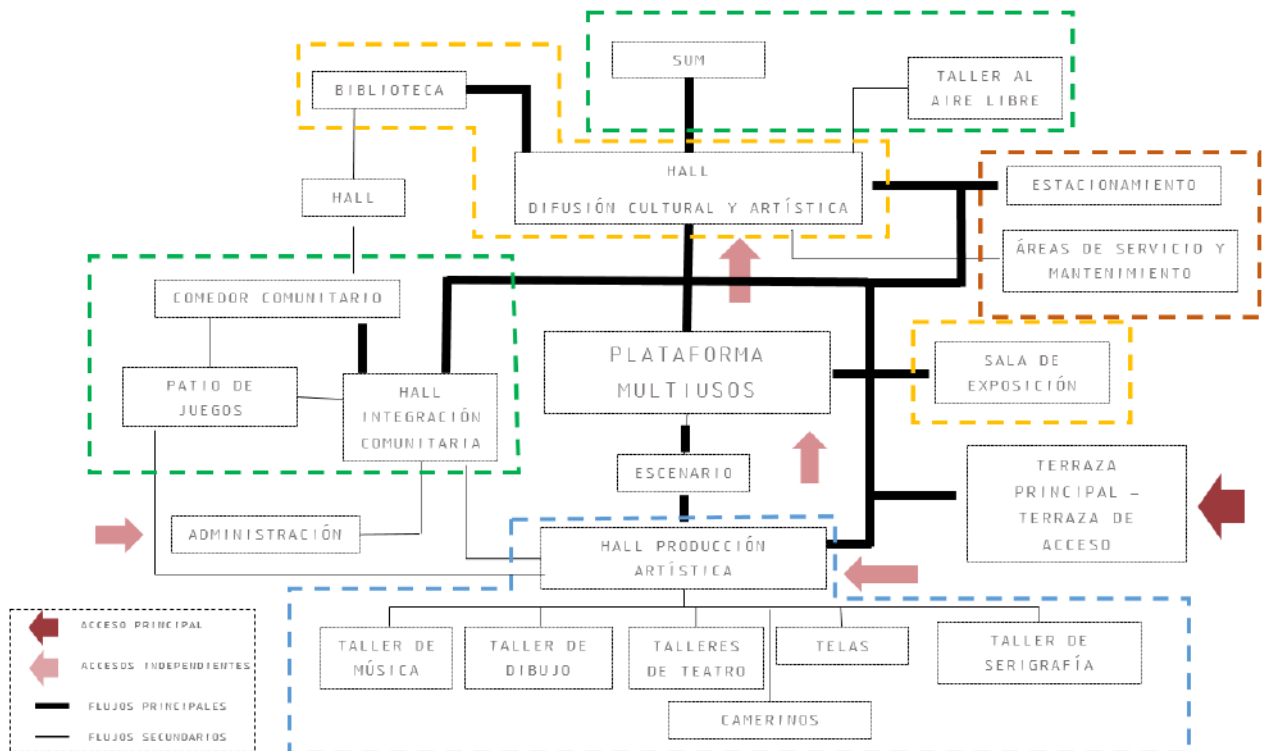 SUM
BIBLIOTECA
TALLER AL
AIRE LIBRE
HALL
DIFUSIÓN CULTURAL Y ARTÍSTICA
HALL
ESTACIONAMIENTO
ÁREAS DE SERVICIO Y
MANTENIMIENTO
COMEDOR COMUNITARIO
PLATAFORMA
MULTIUSOS
SALA DE
EXPOSICIÓN
PATIO DE
JUEGOS
HALL
INTEGRACIÓN
COMUNITARIA
ESCENARIO
TERRAZA
PRINCIPAL –
TERRAZA DE
ACCESO
ADMINISTRACIÓN
HALL PRODUCCIÓN
ARTÍSTICA
TALLER DE
MÚSICA
TALLER DE
DIBUJO
TALLERES
DE TEATRO
TELAS
TALLER DE
SERIGRAFÍA
CAMERINOS
ACCESO PRINCIPAL
ACCESOS INDEPENDIENTES
FLUJOS PRINCIPALES
FLUJOS SECUNDARIOS